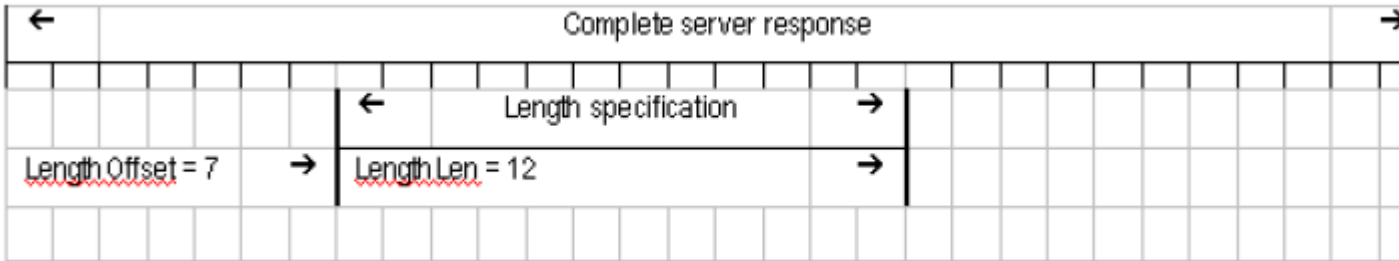 ← Complete server response →
← Length specification →
Length Offset = 7 → Length Len = 12 →